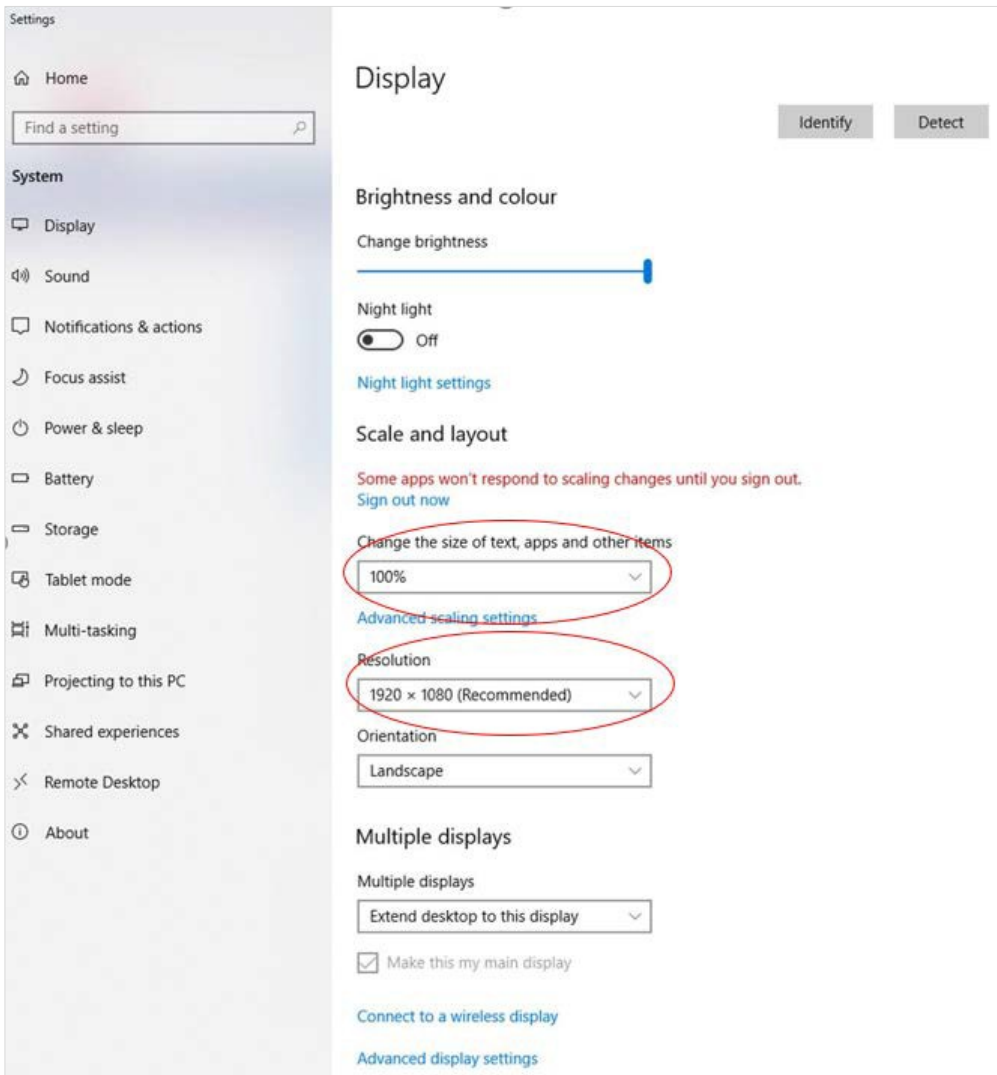 Settings
Home
Find a setting
System
Display
Sound
Notifications & actions
Focus assist
Power & sleep
Battery
Storage
Tablet mode
Multi-tasking
Projecting to this PC
Shared experiences
Remote Desktop
About
Display
Identify
Detect
Brightness and colour
Change brightness
Night light
Off
Night light settings
Scale and layout
Some apps won't respond to scaling changes until you sign out.
Sign out now
Change the size of text, apps and other items
100%
Advanced scaling settings
Resolution
1920 × 1080 (Recommended)
Orientation
Landscape
Multiple displays
Multiple displays
Extend desktop to this display
Make this my main display
Connect to a wireless display
Advanced display settings